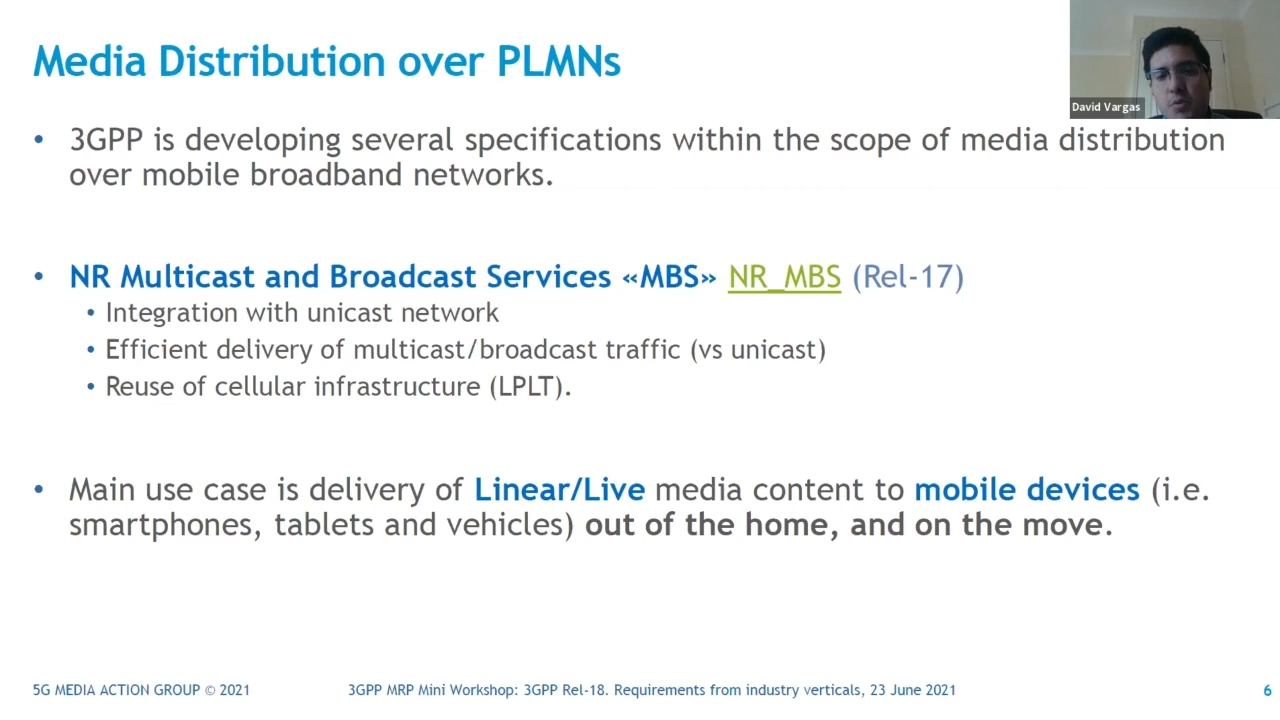 Media Distribution over PLMNs
David Vargas
• 3GPP is developing several specifications within the scope of media distribution
over mobile broadband networks.
• NR Multicast and Broadcast Services «MBS» NR_MBS (Rel-17)
• Integration with unicast network
• Efficient delivery of multicast/broadcast traffic (vs unicast)
• Reuse of cellular infrastructure (LPLT).
• Main use case is delivery of Linear/Live media content to mobile devices (i.e.
smartphones, tablets and vehicles) out of the home, and on the move.
5G MEDIA ACTION GROUP © 2021 3GPP MRP Mini Workshop: 3GPP Rel-18. Requirements from industry verticals, 23 June 2021 6